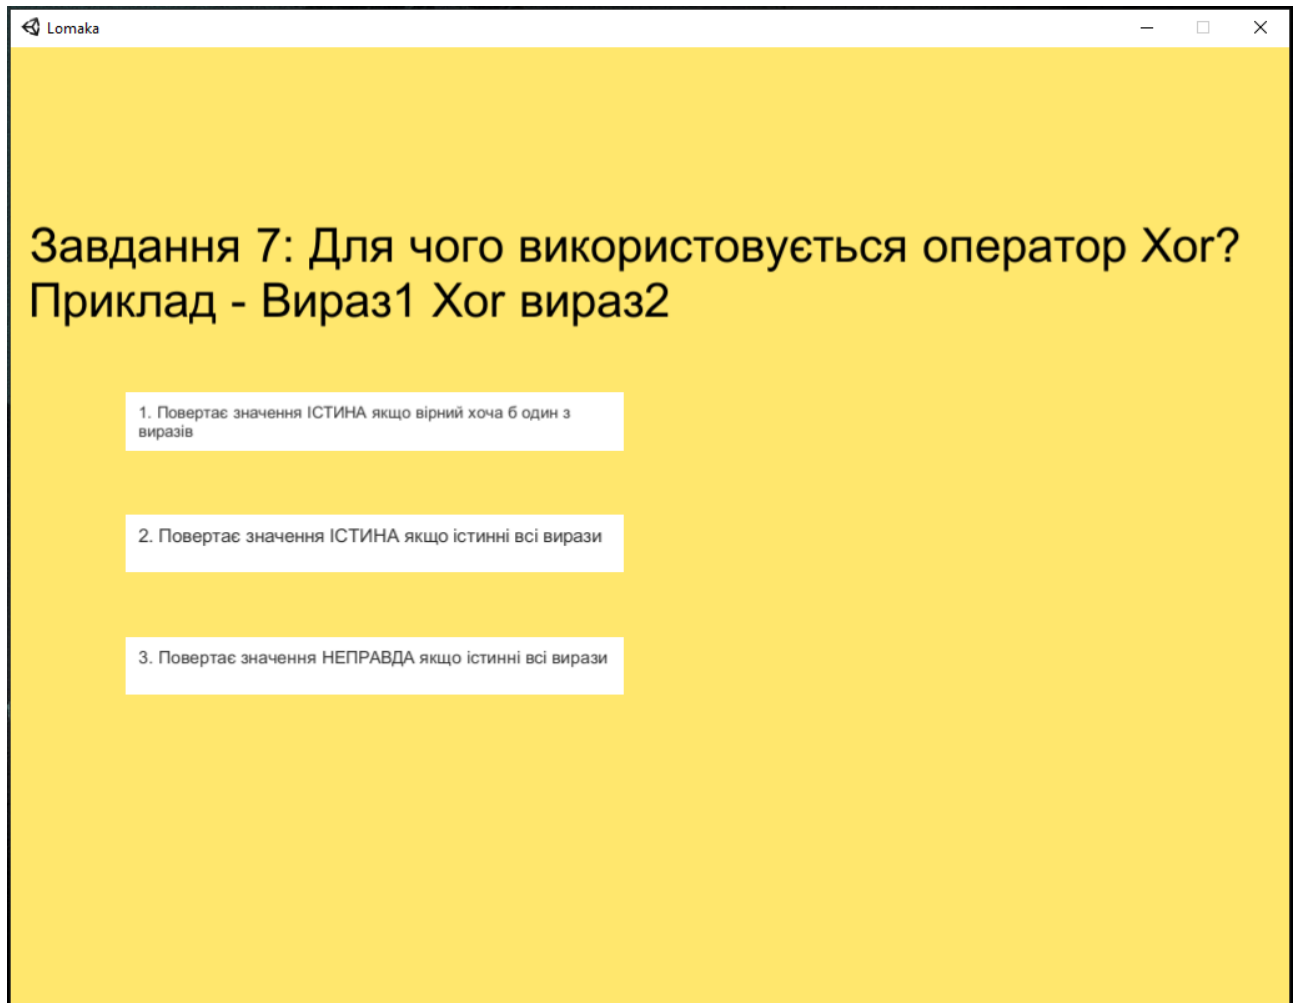 Lomaka
Завдання 7: Для чого використовується оператор Xor?
Приклад - Вираз1 Xor вираз2
1. Повертає значення ІСТИНА якщо вірний хоча б один з
виразів
2. Повертає значення ІСТИНА якщо істинні всі вирази
3. Повертає значення НЕПРАВДА якщо істинні всі вирази